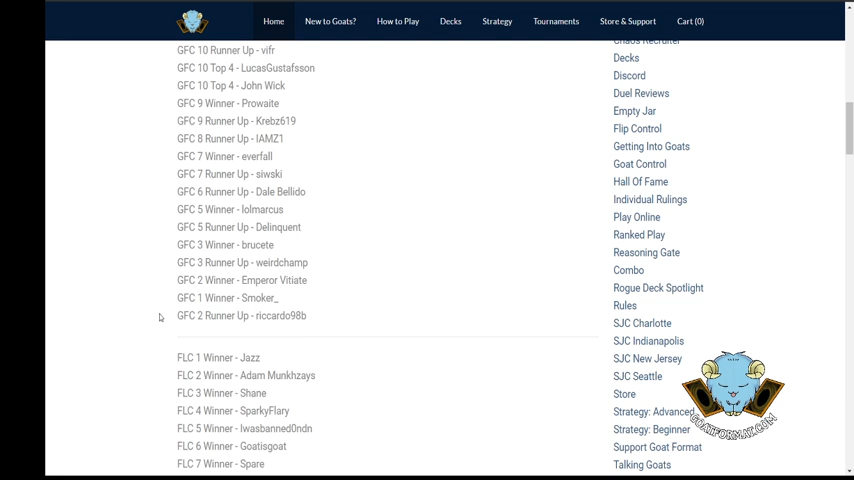 Home
New to Goats?
How to Play
Decks
Strategy
Tournaments
Store & Support
Cart (0)
GFC 10 Runner Up - vifr
GFC 10 Top 4 - LucasGustafsson
GFC 10 Top 4 - John Wick
GFC 9 Winner - Prowaite
GFC 9 Runner Up - Krebz619
GFC 8 Runner Up - IAMZ1
GFC 7 Winner - everfall
GFC 7 Runner Up - siwski
GFC 6 Runner Up - Dale Bellido
GFC 5 Winner - lolmarcus
GFC 5 Runner Up - Delinquent
GFC 3 Winner - brucete
GFC 3 Runner Up - weirdchamp
GFC 2 Winner - Emperor Vitiate
GFC 1 Winner - Smoker_
GFC 2 Runner Up - riccardo98b
FLC 1 Winner - Jazz
FLC 2 Winner - Adam Munkhzays
FLC 3 Winner - Shane
FLC 4 Winner - SparkyFlary
FLC 5 Winner - Iwasbanned0ndn
FLC 6 Winner - Goatisgoat
FLC 7 Winner - Spare
Chaos Recruiter
Decks
Discord
Duel Reviews
Empty Jar
Flip Control
Getting Into Goats
Goat Control
Hall Of Fame
Individual Rulings
Play Online
Ranked Play
Reasoning Gate
Combo
Rogue Deck Spotlight
Rules
SJC Charlotte
SJC Indianapolis
SJC New Jersey
SJC Seattle
Store
Strategy: Advanced
Strategy: Beginner
Support Goat Format
Talking Goats
GOATFORMAT.COM